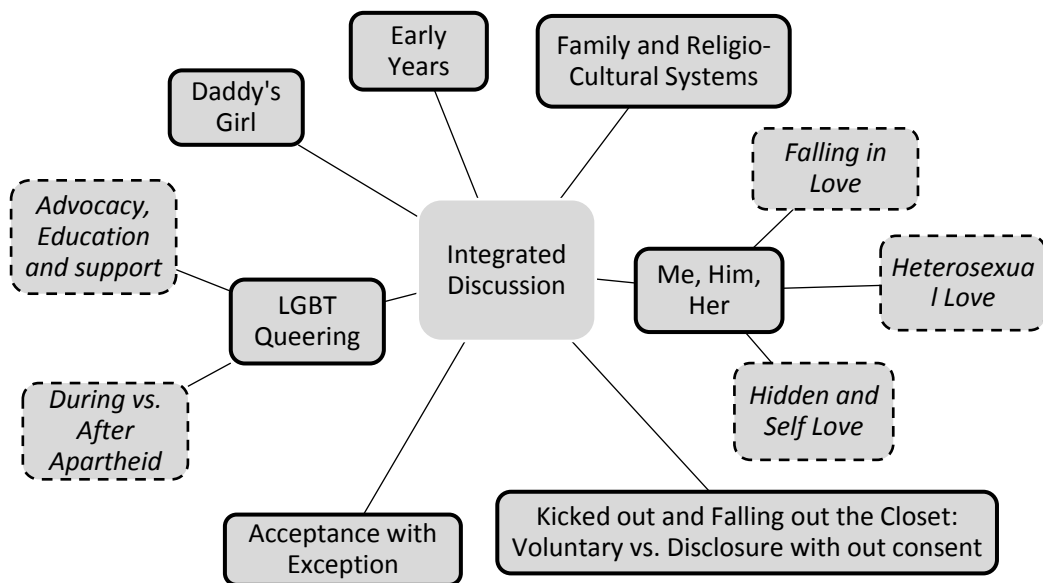 Early
Years
Family and Religio-
Cultural Systems
Daddy's
Girl
Falling in
Love
Advocacy,
Education
and support
Integrated
Discussion
Me, Him,
Her
Heterosexua
l Love
LGBT
Queering
During vs.
After
Apartheid
Hidden and
Self Love
Acceptance with
Exception
Kicked out and Falling out the Closet:
Voluntary vs. Disclosure with out consent